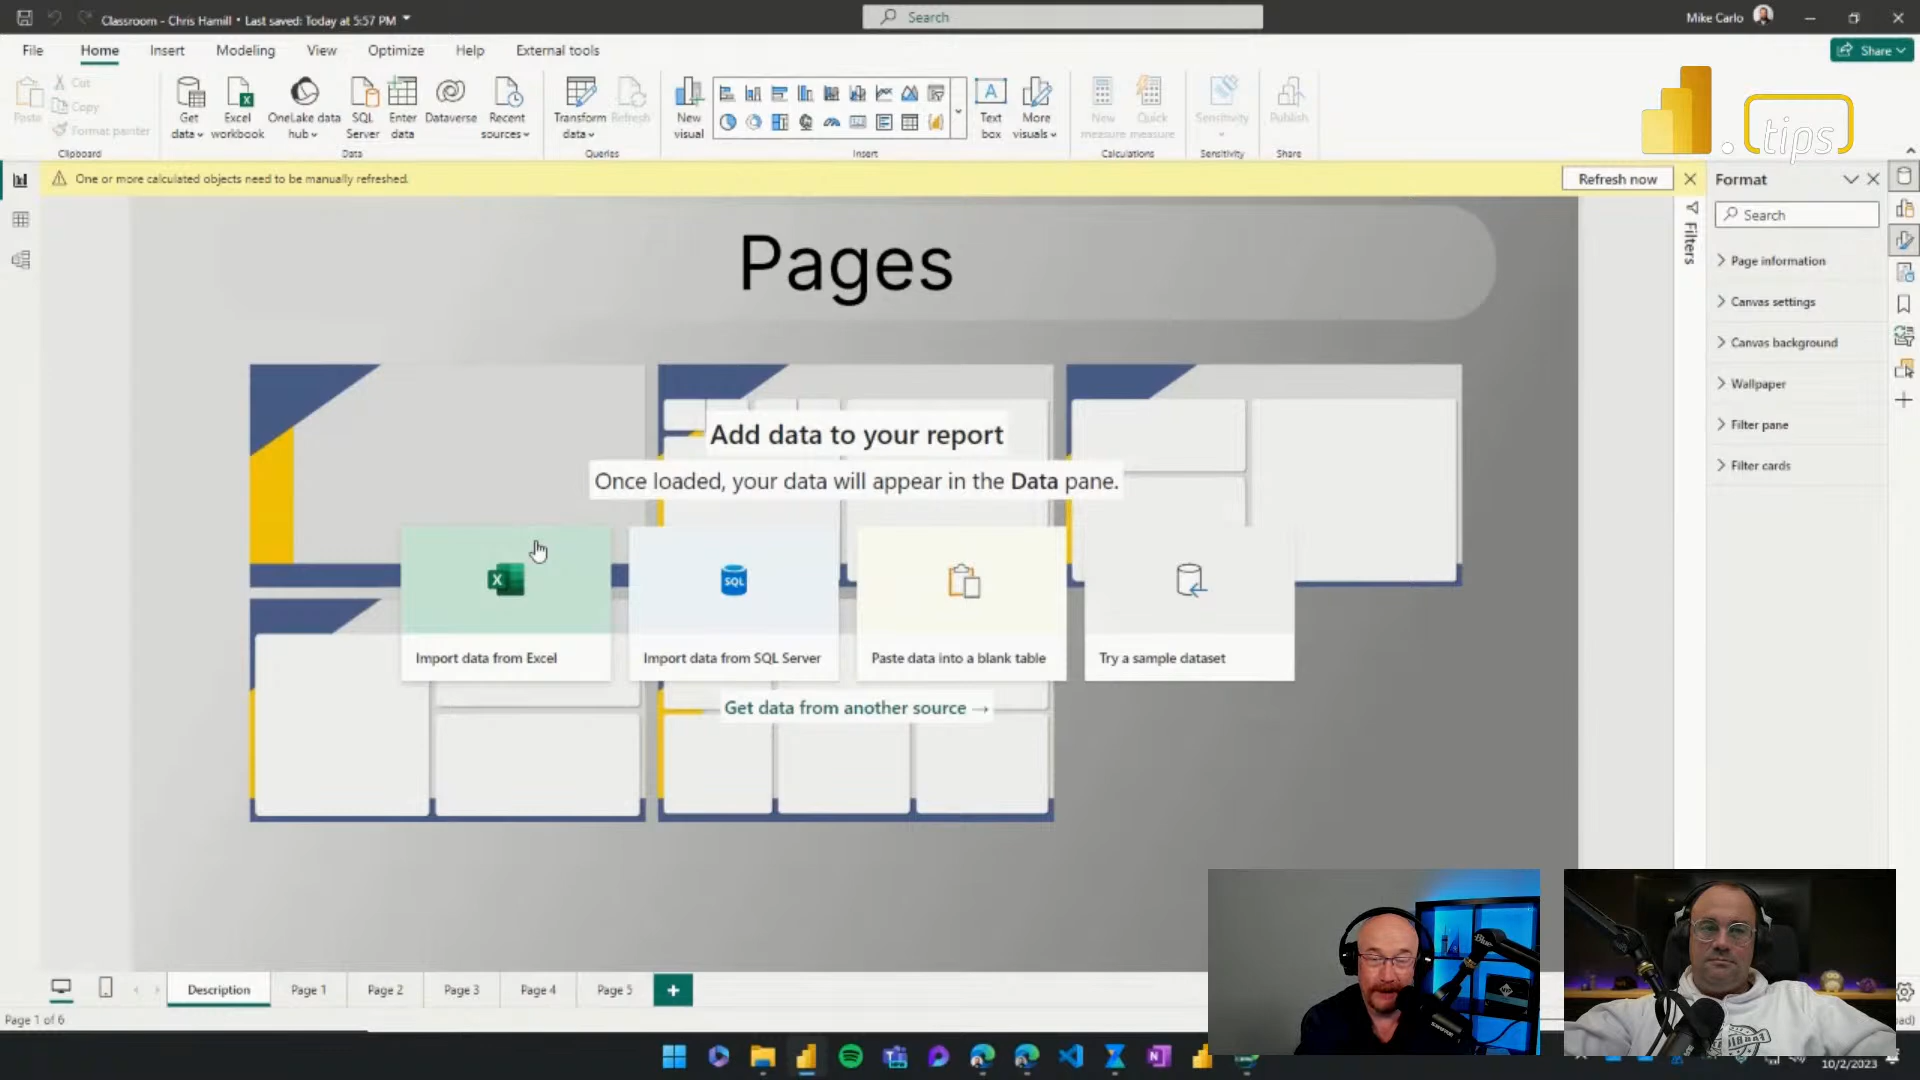 Classroom - Chris Hamill • Last saved: Today at 5:57 PM
Search
Mike Carlo
File
Home
Insert
Modeling
View
Optimize
Help
External tools
Share
Paste
Cut
Copy
Format painter
Clipboard
Get data
Excel workbook
OneLake data hub
SQL Server
Enter data
Dataverse
Recent sources
Data
Transform data
Refresh
Queries
New visual
Text box
More visuals
Insert
New measure
Quick measure
Calculations
Sensitivity
Sensitivity
Publish
Share
.tips
One or more calculated objects need to be manually refreshed.
Refresh now
Filters
Format
Search
Page information
Canvas settings
Canvas background
Wallpaper
Filter pane
Filter cards
Pages
Add data to your report
Once loaded, your data will appear in the Data pane.
SQL
Import data from Excel
Import data from SQL Server
Paste data into a blank table
Try a sample dataset
Get data from another source →
Description
Page 1
Page 2
Page 3
Page 4
Page 5
+
Page 1 of 6
10/2/2023